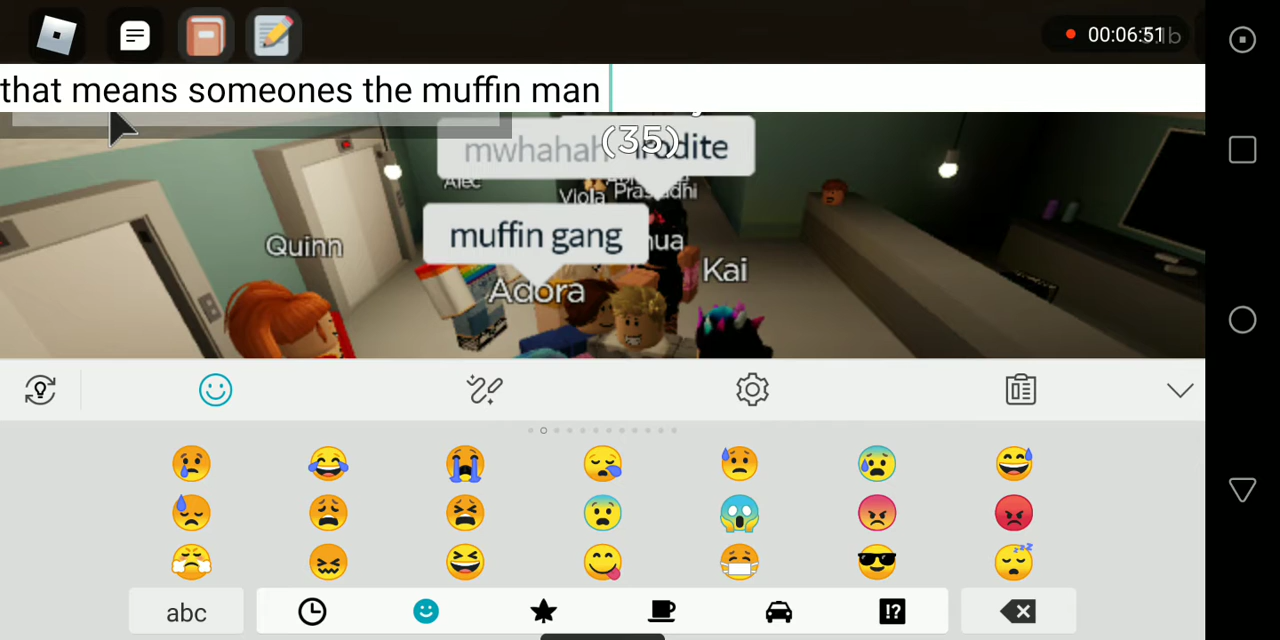 00:06:51
that means someones the muffin man
(35)
mwhahah
Alec
Viola
Quinn
muffin gang
Kai
Adora
abc
!?